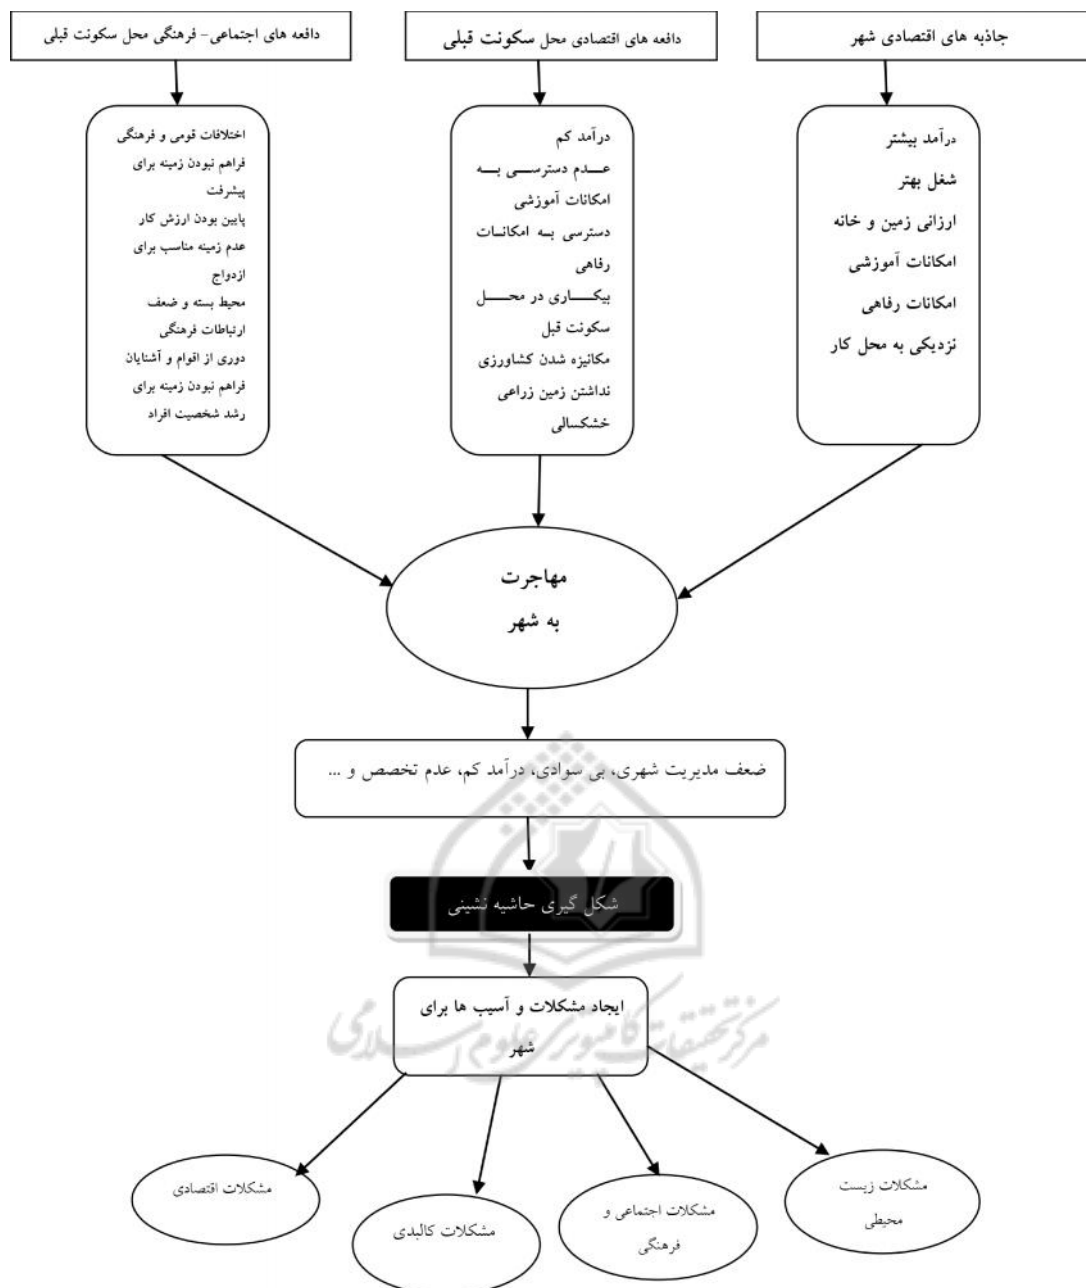 جاذبه های اقتصادی شهر
دافعه های اقتصادی محل سکونت قبلی
دافعه های اجتماعی- فرهنگی محل سکونت قبلی
درآمد بیشتر
شغل بهتر
ارزانی زمین و خانه
امکانات آموزشی
امکانات رفاهی
نزدیکی به محل کار
درآمد کم
عدم دسترسی به
امکانات آموزشی
دسترسی به امکانات
رفاهی
بیکاری در محل
سکونت قبل
مکانیزه شدن کشاورزی
نداشتن زمین زراعی
خشکسالی
اختلافات قومی و فرهنگی
فراهم نبودن زمینه برای
پیشرفت
پایین بودن ارزش کار
عدم زمینه مناسب برای
ازدواج
محیط بسته و ضعف
ارتباطات فرهنگی
دوری از اقوام و آشنایان
فراهم نبودن زمینه برای
رشد شخصیت افراد
مهاجرت
به شهر
ضعف مدیریت شهری، بی سوادی، درآمد کم، عدم تخصص و ...
شکل گیری حاشیه نشینی
ایجاد مشکلات و آسیب ها برای
شهر
مرکز تحقیقات کامپیوتری علوم اسلامی
مشکلات زیست
محیطی
مشکلات اجتماعی و
فرهنگی
مشکلات کالبدی
مشکلات اقتصادی